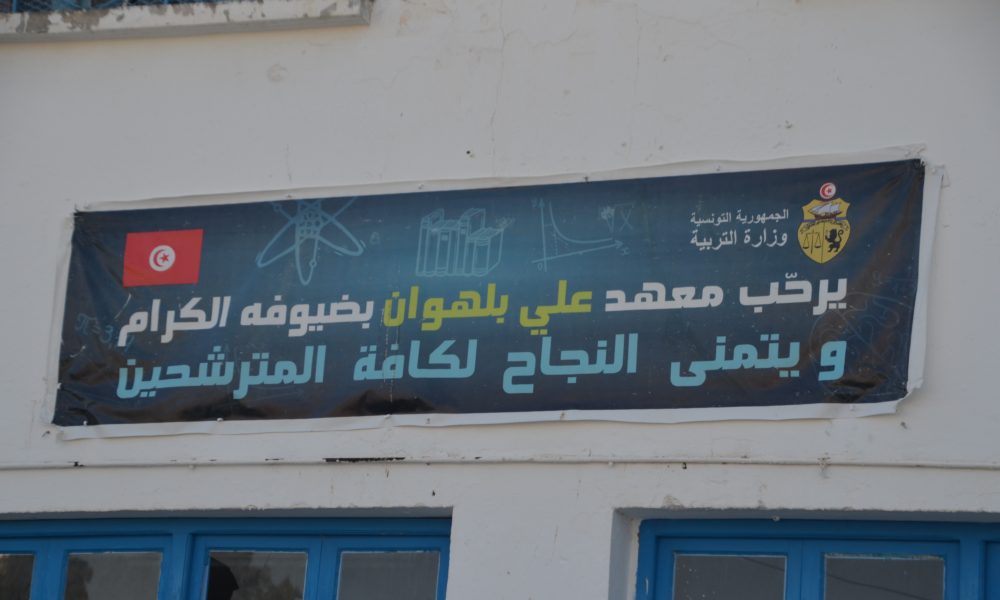 الجمهورية التونسية
وزارة التربية
يرحّب معهد علي بلهوان بضيوفه الكرام
و يتمنى النجاح لكافة المترشحين